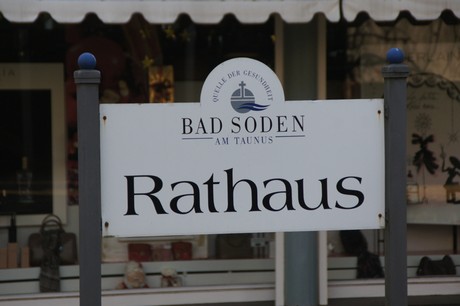 QUELLE DER GESUNDHEIT
BAD SODEN
AM TAUNUS
Rathaus